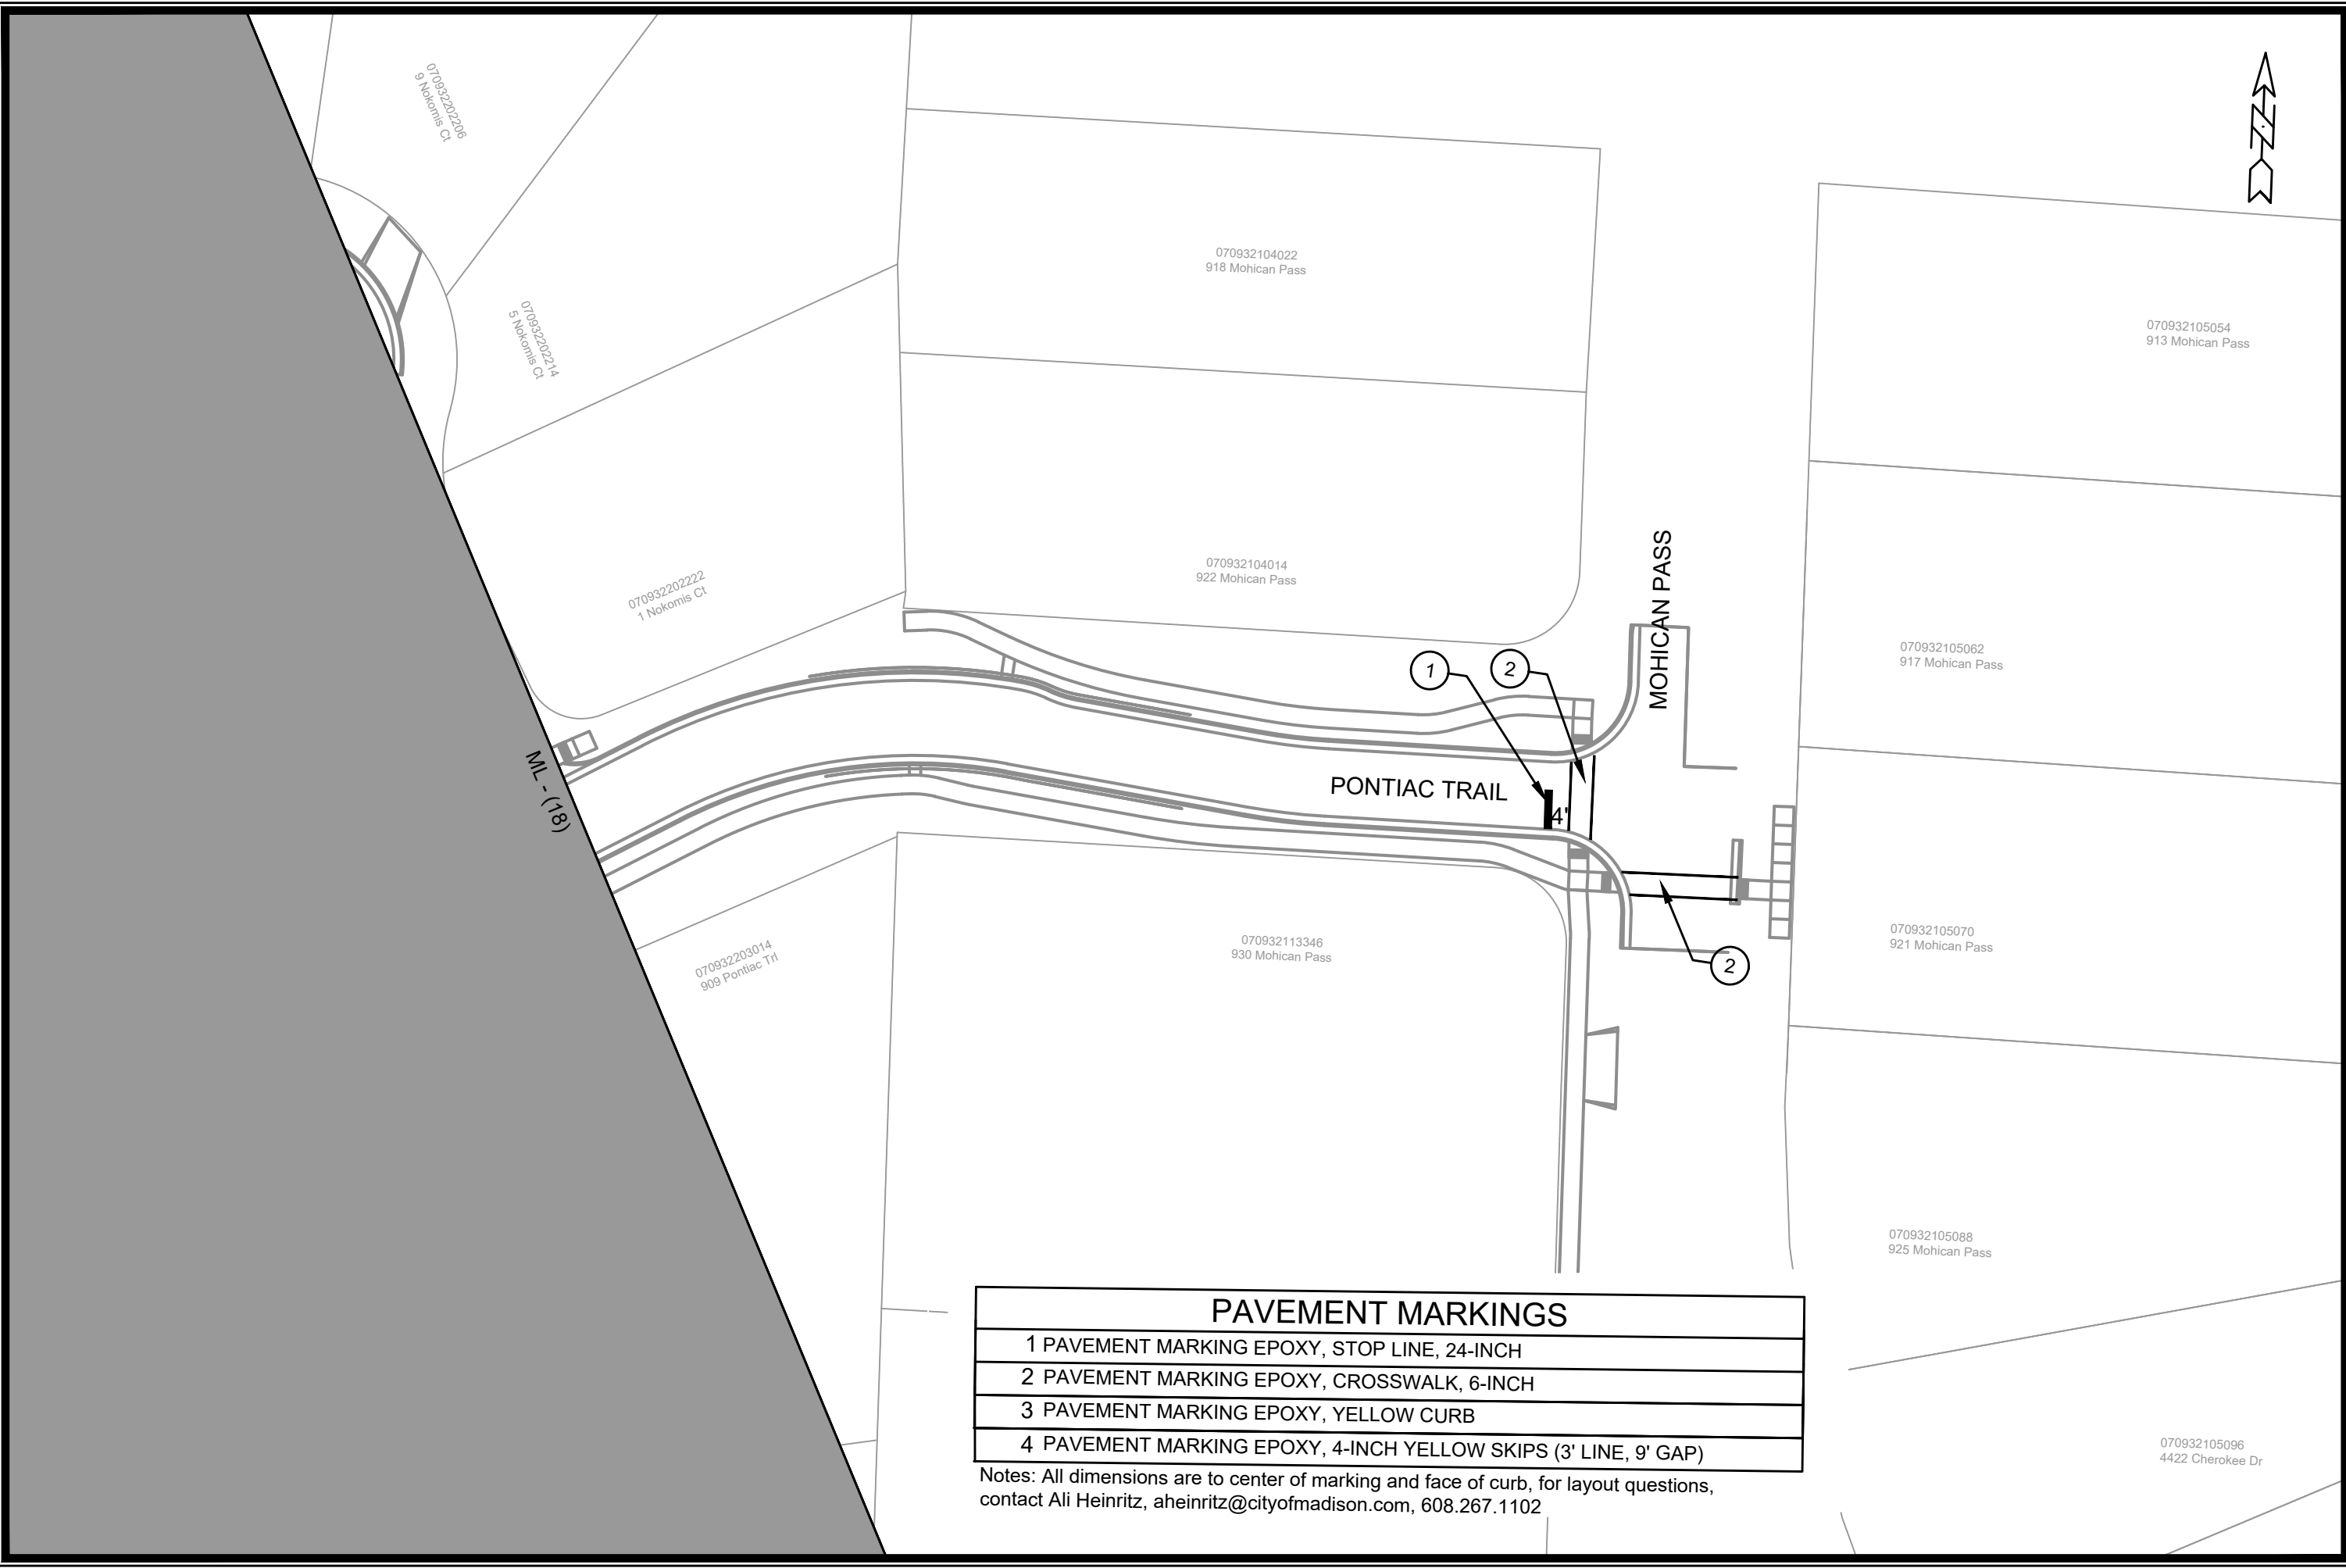 070932202206
9 Nokomis Ct
070932202214
5 Nokomis Ct
070932104022
918 Mohican Pass
N
070932105054
913 Mohican Pass
070932202222
1 Nokomis Ct
070932104014
922 Mohican Pass
MOHICAN PASS
070932105062
917 Mohican Pass
1
2
PONTIAC TRAIL
4'
ML - (18)
070932203014
909 Pontiac Trl
070932113346
930 Mohican Pass
2
070932105070
921 Mohican Pass
070932105088
925 Mohican Pass
PAVEMENT MARKINGS
1 PAVEMENT MARKING EPOXY, STOP LINE, 24-INCH
2 PAVEMENT MARKING EPOXY, CROSSWALK, 6-INCH
3 PAVEMENT MARKING EPOXY, YELLOW CURB
4 PAVEMENT MARKING EPOXY, 4-INCH YELLOW SKIPS (3' LINE, 9' GAP)
Notes: All dimensions are to center of marking and face of curb, for layout questions,
contact Ali Heinritz, aheinritz@cityofmadison.com, 608.267.1102
070932105096
4422 Cherokee Dr